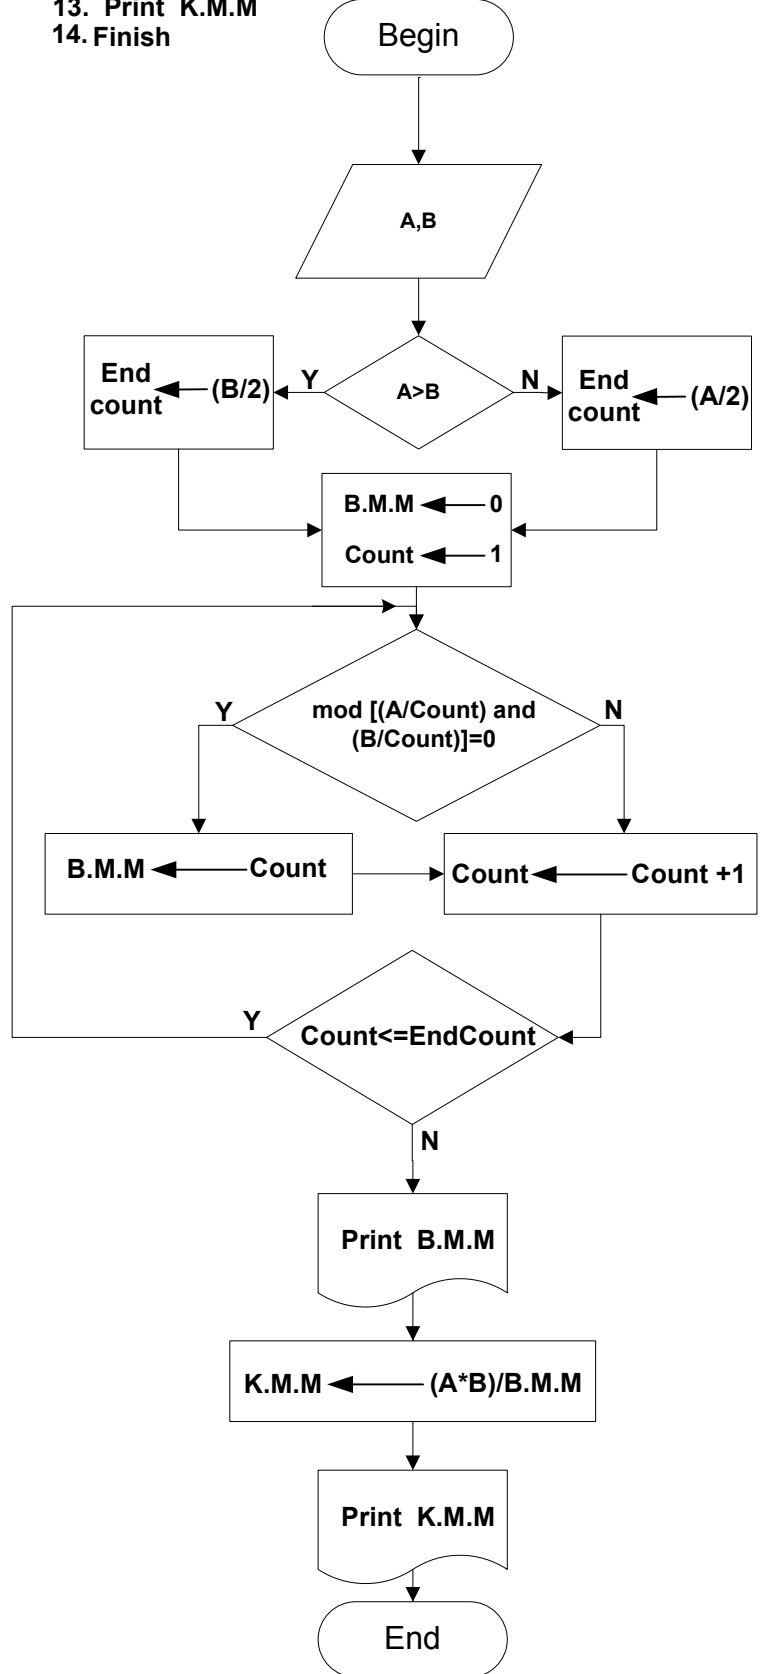 13. Print K.M.M
14. Finish
Begin
A,B
A>B
Y
N
End
count
(B/2)
End
count
(A/2)
B.M.M
0
Count
1
mod [(A/Count) and
(B/Count)]=0
Y
N
B.M.M
Count
Count
Count +1
Count<=EndCount
Y
N
Print B.M.M
K.M.M
(A*B)/B.M.M
Print K.M.M
End